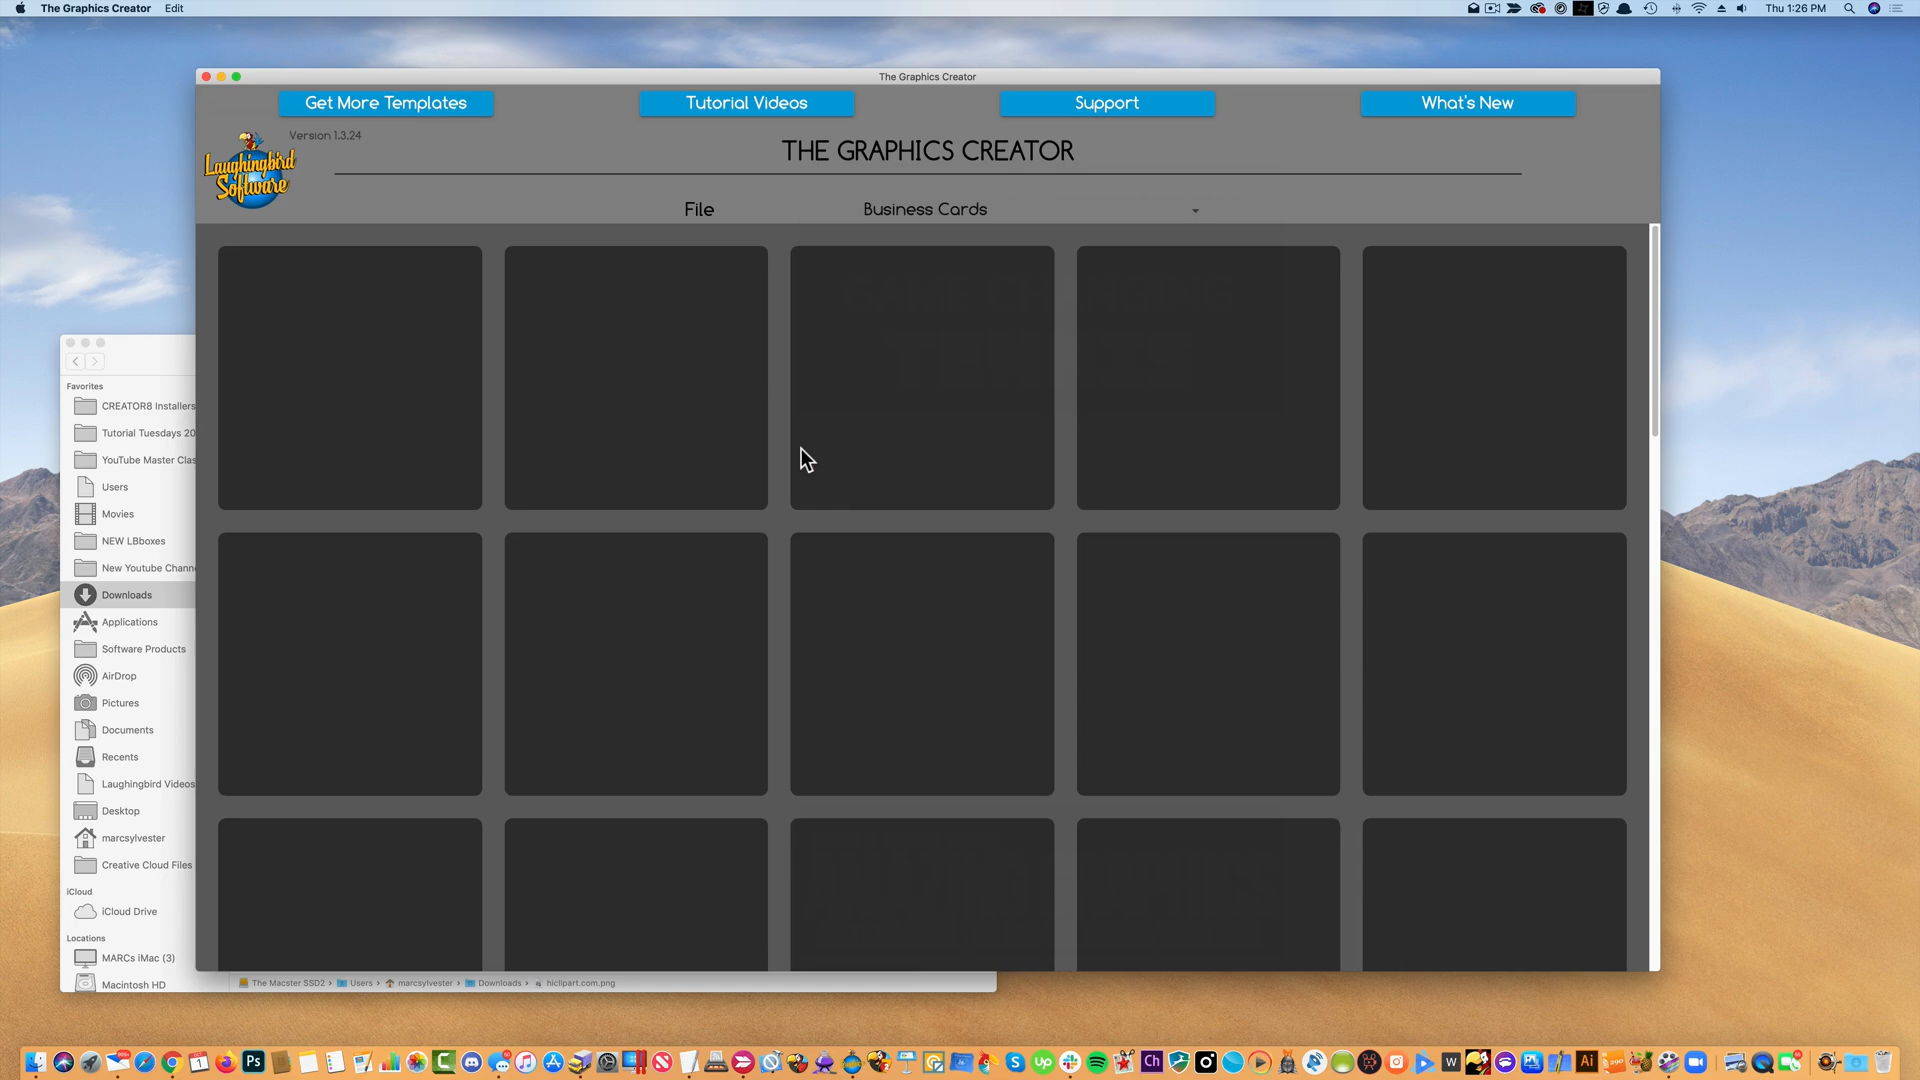 The Graphics Creator Edit
Thu 1:26 PM
The Graphics Creator
Get More Templates
Tutorial Videos
Support
What's New
Version 1.3.24
Laughingbird
Software
THE GRAPHICS CREATOR
File
Business Cards
Favorites
CREATOR8 Installers
Tutorial Tuesdays 20
YouTube Master Clas
Users
Movies
NEW LBboxes
New Youtube Chann
Downloads
Applications
Software Products
AirDrop
Pictures
Documents
Recents
Laughingbird Videos
Desktop
marcsylvester
Creative Cloud Files
iCloud
iCloud Drive
Locations
MARCs iMac (3)
Macintosh HD
The Macster SSD2 › Users › marcsylvester › Downloads › hiclipart.com.png
Ps
up
Ch
W
Ai